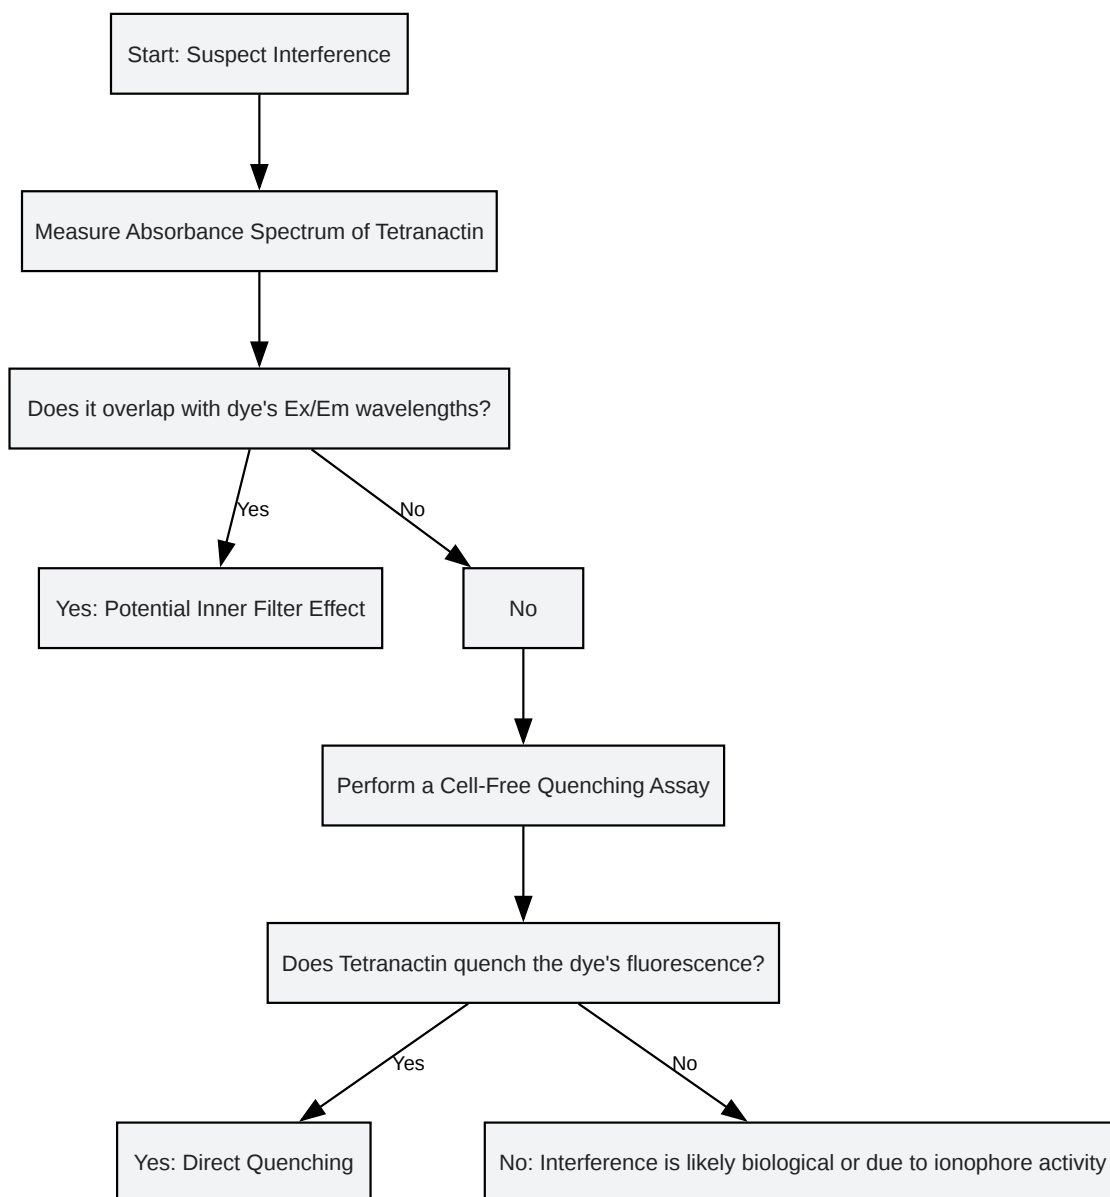 Start: Suspect Interference
Measure Absorbance Spectrum of Tetranactin
Does it overlap with dye's Ex/Em wavelengths?
Yes
No
Yes: Potential Inner Filter Effect
No
Perform a Cell-Free Quenching Assay
Does Tetranactin quench the dye's fluorescence?
Yes
No
Yes: Direct Quenching
No: Interference is likely biological or due to ionophore activity